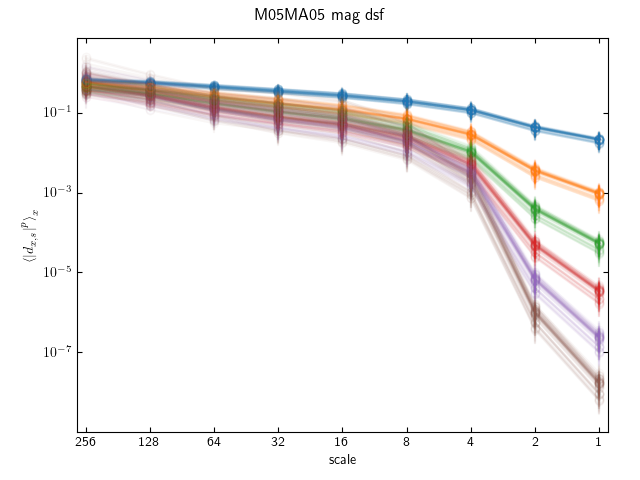 M05MA05 mag dsf
⟨|d_{x,s}|^p⟩_x
10^{-1}
10^{-3}
10^{-5}
10^{-7}
256 128 64 32 16 8 4 2 1
scale